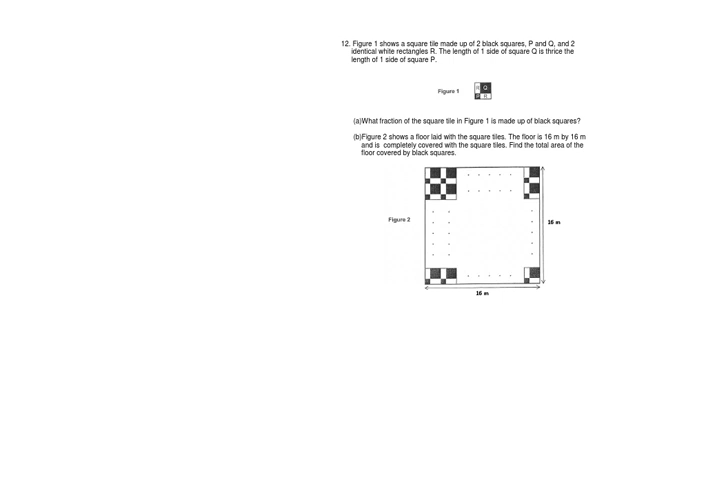 12. Figure 1 shows a square tile made up of 2 black squares, P and Q, and 2
identical white rectangles R. The length of 1 side of square Q is thrice the
length of 1 side of square P.
Figure 1
R Q
P R
(a)What fraction of the square tile in Figure 1 is made up of black squares?
(b)Figure 2 shows a floor laid with the square tiles. The floor is 16 m by 16 m
and is completely covered with the square tiles. Find the total area of the
floor covered by black squares.
Figure 2
16 m
16 m